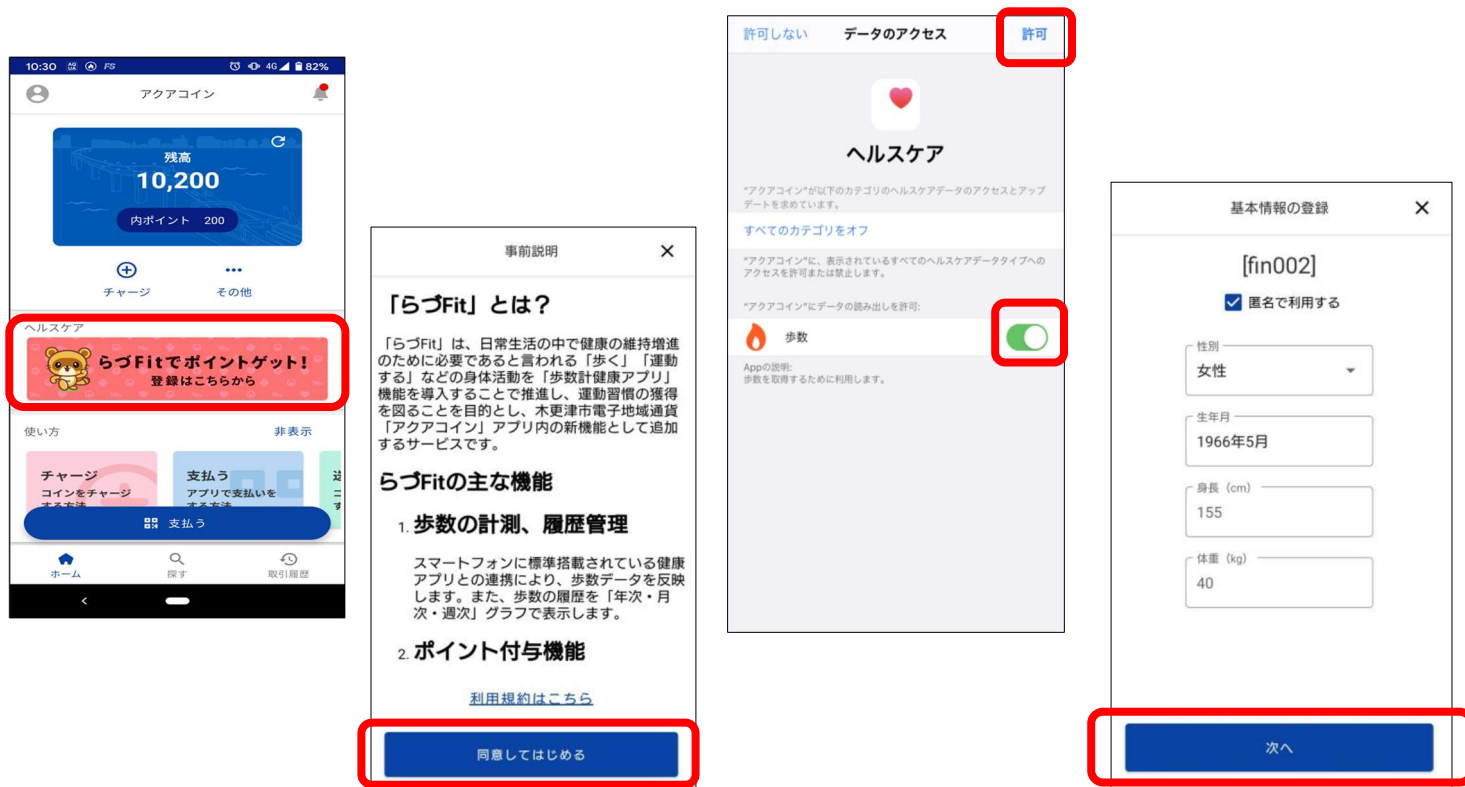 10:30 FS 4G 82%
アクアコイン
残高
10,200
内ポイント 200
チャージ その他
ヘルスケア
らづFitでポイントゲット!
登録はこちらから
使い方 非表示
チャージ
コインをチャージ
する方法
支払う
アプリで支払いを
する方法
支払う
ホーム 探す 取引履歴
事前説明
「らづFit」とは?
「らづFit」は、日常生活の中で健康の維持増進
のために必要であると言われる「歩く」「運動
する」などの身体活動を「歩数計健康アプリ」
機能を導入することで推進し、運動習慣の獲得
を図ることを目的とし、木更津市電子地域通貨
「アクアコイン」アプリ内の新機能として追加
するサービスです。
らづFitの主な機能
1. 歩数の計測、履歴管理
スマートフォンに標準搭載されている健康
アプリとの連携により、歩数データを反映
します。また、歩数の履歴を「年次・月
次・週次」グラフで表示します。
2. ポイント付与機能
利用規約はこちら
同意してはじめる
許可しない データのアクセス 許可
ヘルスケア
"アクアコイン"が以下のカテゴリのヘルスケアデータのアクセスとアップ
デートを求めています。
すべてのカテゴリをオフ
"アクアコイン"に、表示されているすべてのヘルスケアデータタイプへの
アクセスを許可または禁止します。
"アクアコイン"にデータの読み出しを許可:
歩数
Appの説明:
歩数を取得するために利用します。
基本情報の登録
[fin002]
匿名で利用する
性別
女性
生年月
1966年5月
身長（cm）
155
体重（kg）
40
次へ